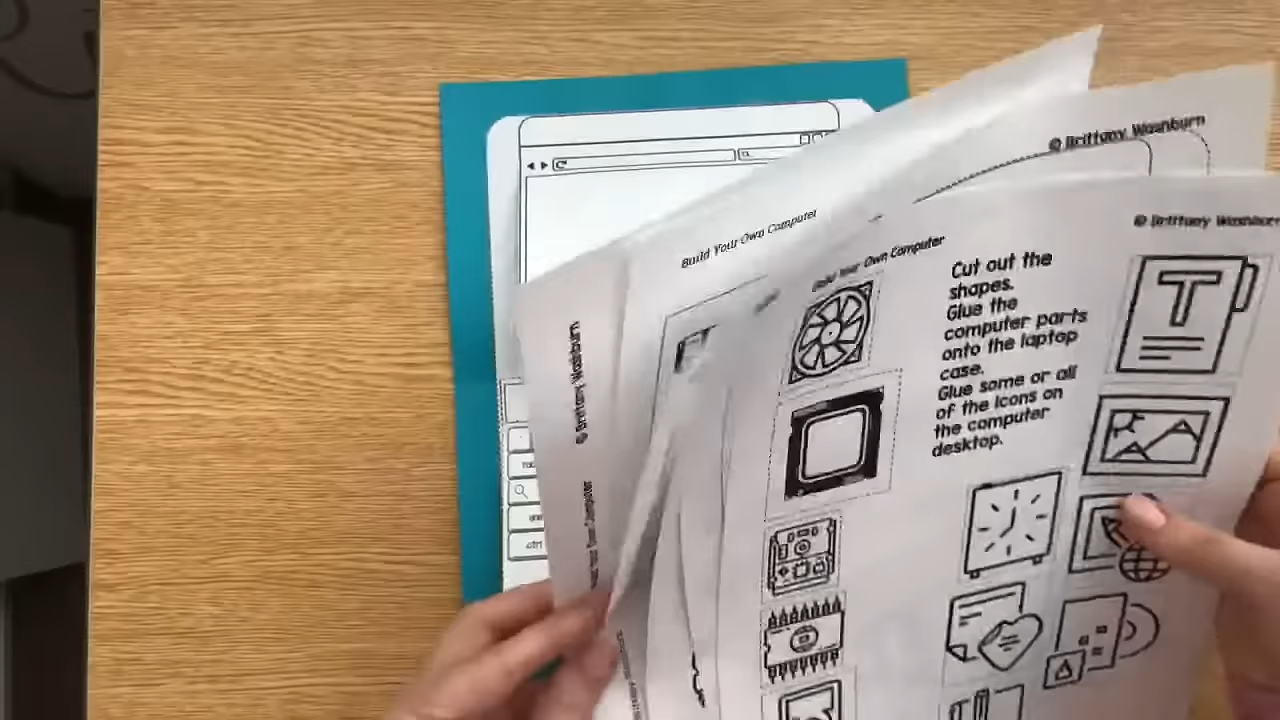 © Brittany Washburn
© Brittany Washburn
Build Your Own Computer
Build Your Own Computer
Cut out the
shapes.
Glue the
computer parts
onto the laptop
case.
Glue some or all
of the icons on
the computer
desktop.
T
© Brittany Washburn
ctrl